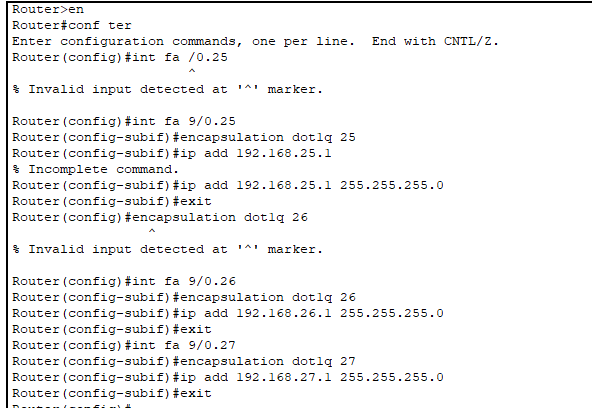 Router>en
Router#conf ter
Enter configuration commands, one per line.  End with CNTL/Z.
Router(config)#int fa /0.25
^
% Invalid input detected at '^' marker.
Router(config)#int fa 9/0.25
Router(config-subif)#encapsulation dot1q 25
Router(config-subif)#ip add 192.168.25.1
% Incomplete command.
Router(config-subif)#ip add 192.168.25.1 255.255.255.0
Router(config-subif)#exit
Router(config)#encapsulation dot1q 26
^
% Invalid input detected at '^' marker.
Router(config)#int fa 9/0.26
Router(config-subif)#encapsulation dot1q 26
Router(config-subif)#ip add 192.168.26.1 255.255.255.0
Router(config-subif)#exit
Router(config)#int fa 9/0.27
Router(config-subif)#encapsulation dot1q 27
Router(config-subif)#ip add 192.168.27.1 255.255.255.0
Router(config-subif)#exit
Router(config)#